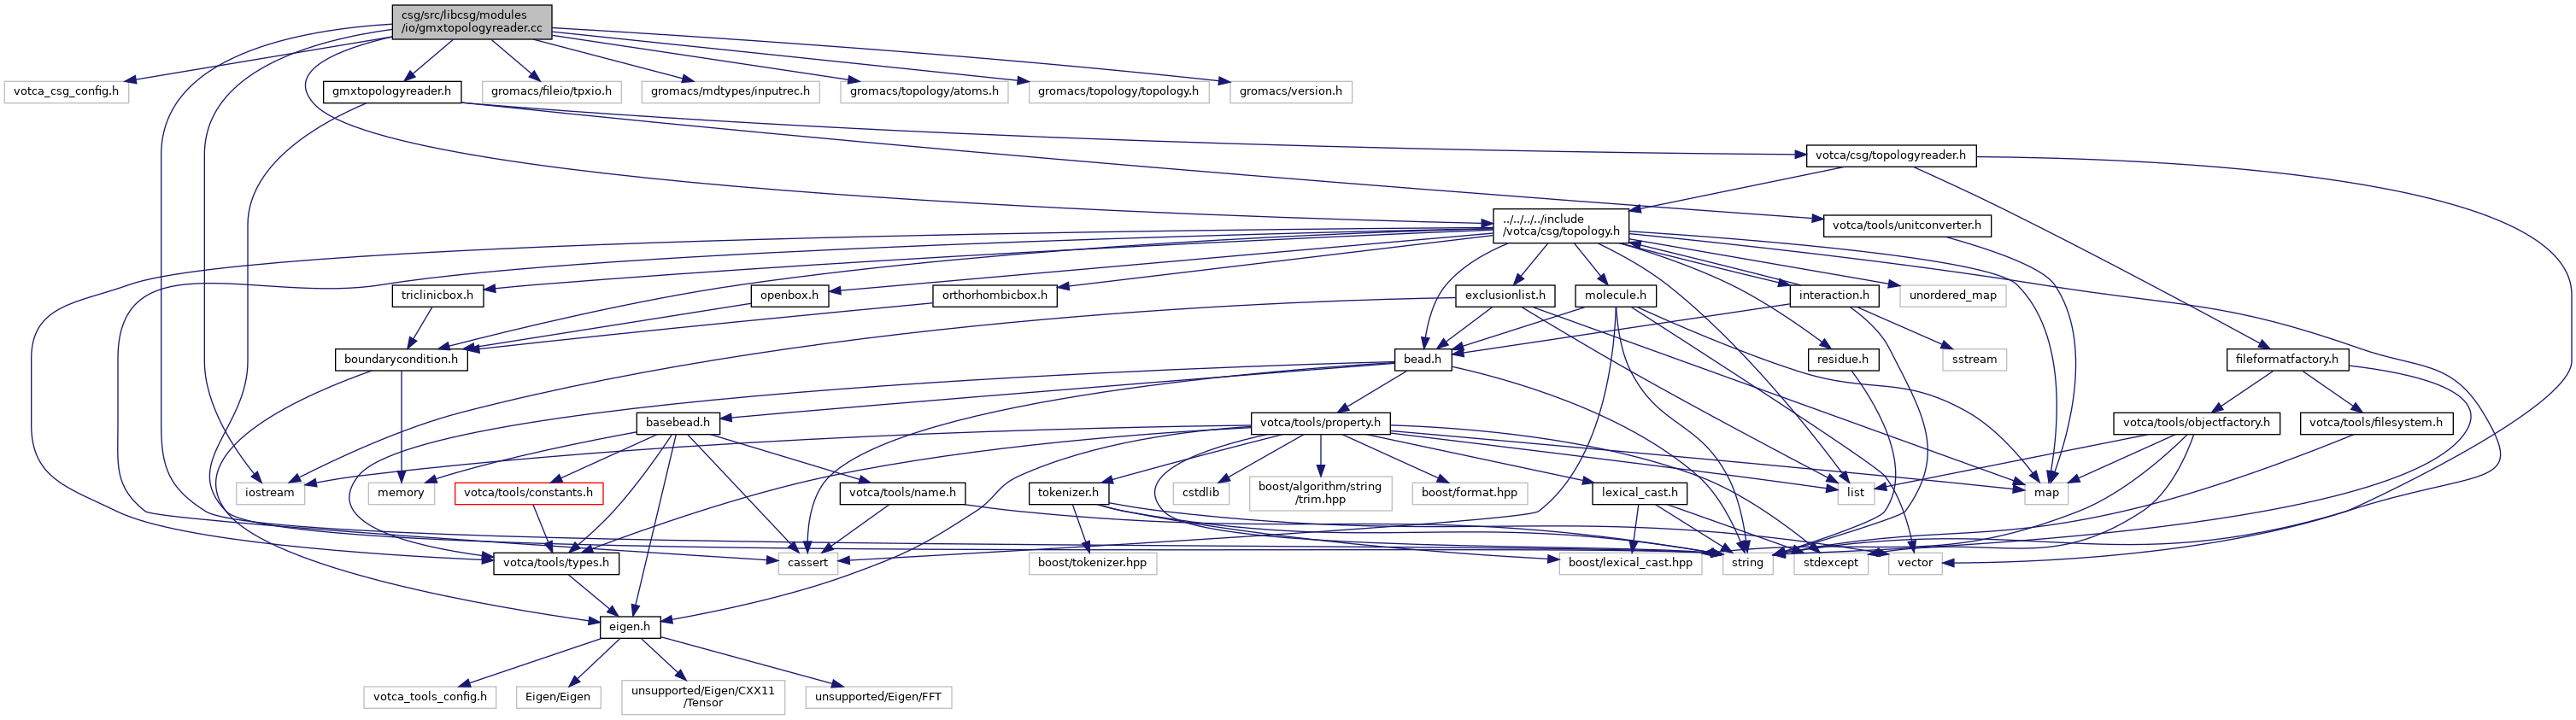 csg/src/libcsg/modules
/io/gmxtopologyreader.cc
votca_csg_config.h
gmxtopologyreader.h
gromacs/fileio/tpxio.h
gromacs/mdtypes/inputrec.h
gromacs/topology/atoms.h
gromacs/topology/topology.h
gromacs/version.h
votca/csg/topologyreader.h
../../../../include
/votca/csg/topology.h
votca/tools/unitconverter.h
triclinicbox.h
openbox.h
orthorhombicbox.h
exclusionlist.h
molecule.h
interaction.h
unordered_map
boundarycondition.h
bead.h
residue.h
sstream
fileformatfactory.h
basebead.h
votca/tools/property.h
votca/tools/objectfactory.h
votca/tools/filesystem.h
iostream
memory
votca/tools/constants.h
votca/tools/name.h
tokenizer.h
cstdlib
boost/algorithm/string
/trim.hpp
boost/format.hpp
lexical_cast.h
list
map
votca/tools/types.h
cassert
boost/tokenizer.hpp
boost/lexical_cast.hpp
string
stdexcept
vector
eigen.h
votca_tools_config.h
Eigen/Eigen
unsupported/Eigen/CXX11
/Tensor
unsupported/Eigen/FFT